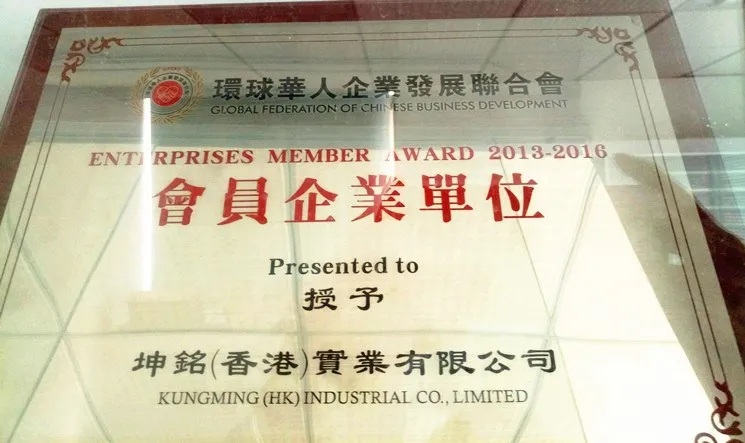 環球華人企業發展聯合會
GLOBAL FEDERATION OF CHINESE BUSINESS DEVELOPMENT
ENTERPRISES MEMBER AWARD 2013-2016
會員企業單位
Presented to
授予
坤銘(香港)實業有限公司
KUNGMING (HK) INDUSTRIAL CO., LIMITED